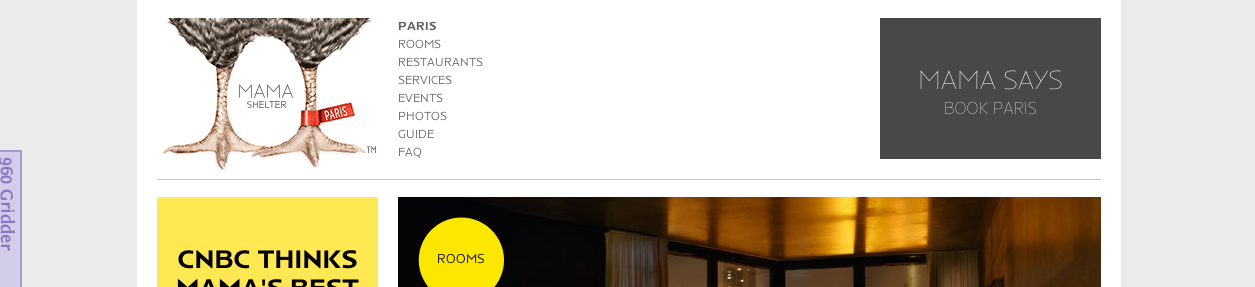 MAMA
SHELTER
PARIS
TM
PARIS
ROOMS
RESTAURANTS
SERVICES
EVENTS
PHOTOS
GUIDE
FAQ
MAMA SAYS
BOOK PARIS
960 Gridder
CNBC THINKS
MAMA'S BEST
ROOMS